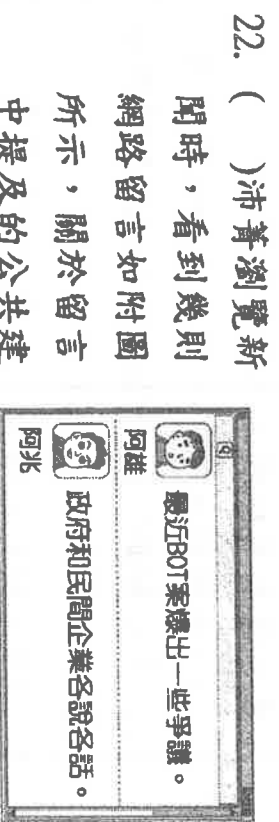 22. (　)沛菁瀏覽新
聞時，看到幾則
網路留言如附圖
所示，關於留言
中提及的公共建
最近BOT案爆出一些爭議。
阿雄
政府和民間企業各說各話。
阿兆